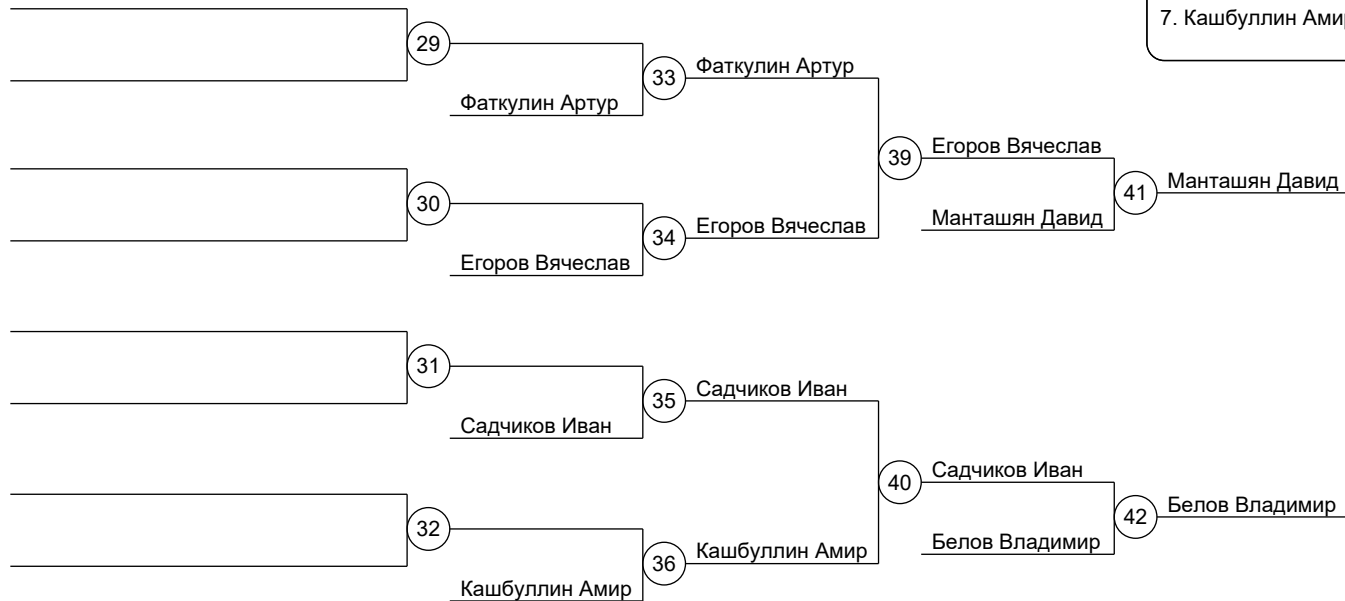 7. Кашбуллин Амир
29
Фаткулин Артур
33
Фаткулин Артур
30
Егоров Вячеслав
34
Егоров Вячеслав
39
Егоров Вячеслав
Манташян Давид
41
Манташян Давид
31
Садчиков Иван
35
Садчиков Иван
32
Кашбуллин Амир
36
Кашбуллин Амир
40
Садчиков Иван
Белов Владимир
42
Белов Владимир